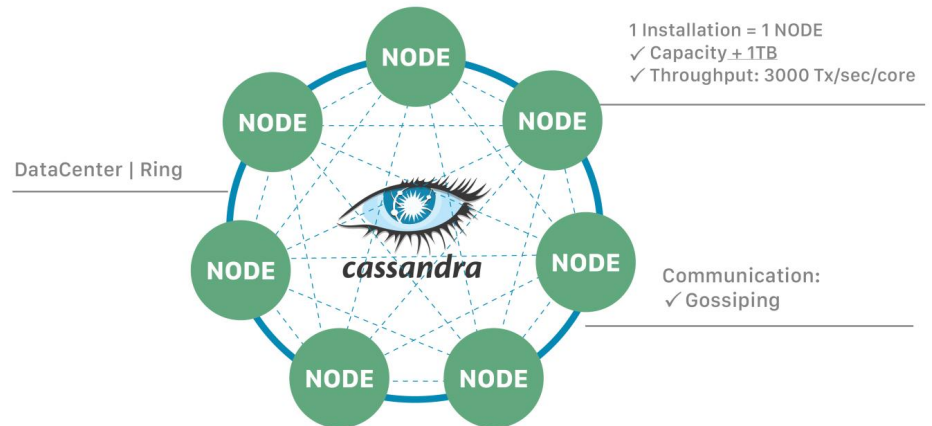 NODE
1 Installation = 1 NODE
✓ Capacity + 1TB
✓ Throughput: 3000 Tx/sec/core
NODE
NODE
DataCenter | Ring
cassandra
NODE
NODE
Communication:
✓ Gossiping
NODE
NODE